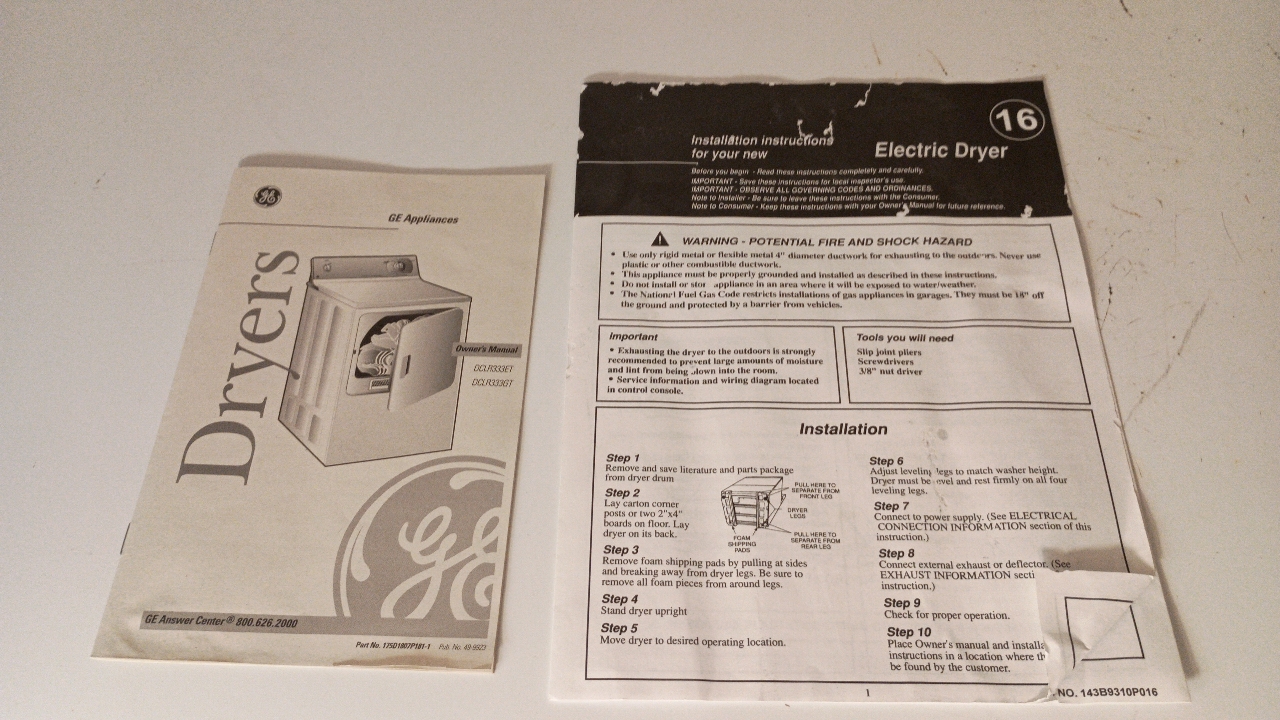 GE
GE Appliances
Dryers
Owner's Manual
DCLR333ET
DCLR333GT
GE
GE Answer Center® 800.626.2000
Part No. 175D1807P181-1 Pub. No.
16
Installation instructions
for your new
Electric Dryer
Before you begin - Read these instructions completely and carefully.
IMPORTANT - Save these instructions for local inspector's use.
IMPORTANT - OBSERVE ALL GOVERNING CODES AND ORDINANCES.
Note to Installer - Be sure to leave these instructions with the Consumer.
Note to Consumer - Keep these instructions with your Owner's Manual for future reference.
WARNING - POTENTIAL FIRE AND SHOCK HAZARD
• Use only rigid metal or flexible metal 4" diameter ductwork for exhausting to the outdoors. Never use
plastic or other combustible ductwork.
• This appliance must be properly grounded and installed as described in these instructions.
• Do not install or stor appliance in an area where it will be exposed to water/weather.
• The National Fuel Gas Code restricts installations of gas appliances in garages. They must be 18" off
the ground and protected by a barrier from vehicles.
Important
• Exhausting the dryer to the outdoors is strongly
recommended to prevent large amounts of moisture
and lint from being blown into the room.
• Service information and wiring diagram located
in control console.
Tools you will need
Slip joint pliers
Screwdrivers
3/8" nut driver
Installation
Step 1
Remove and save literature and parts package
from dryer drum
Step 2
Lay carton corner
posts or two 2"x4"
boards on floor. Lay
dryer on its back.
PULL HERE TO
SEPARATE FROM
FRONT LEG
DRYER
LEGS
PULL HERE TO
SEPARATE FROM
REAR LEG
FOAM
SHIPPING
PADS
Step 3
Remove foam shipping pads by pulling at sides
and breaking away from dryer legs. Be sure to
remove all foam pieces from around legs.
Step 4
Stand dryer upright
Step 5
Move dryer to desired operating location.
Step 6
Adjust leveling legs to match washer height.
Dryer must be level and rest firmly on all four
leveling legs.
Step 7
Connect to power supply. (See ELECTRICAL
CONNECTION INFORMATION section of this
instruction.)
Step 8
Connect external exhaust or deflector. (See
EXHAUST INFORMATION secti
instruction.)
Step 9
Check for proper operation.
Step 10
Place Owner's manual and installa
instructions in a location where th
be found by the customer.
1
NO. 143B9310P016